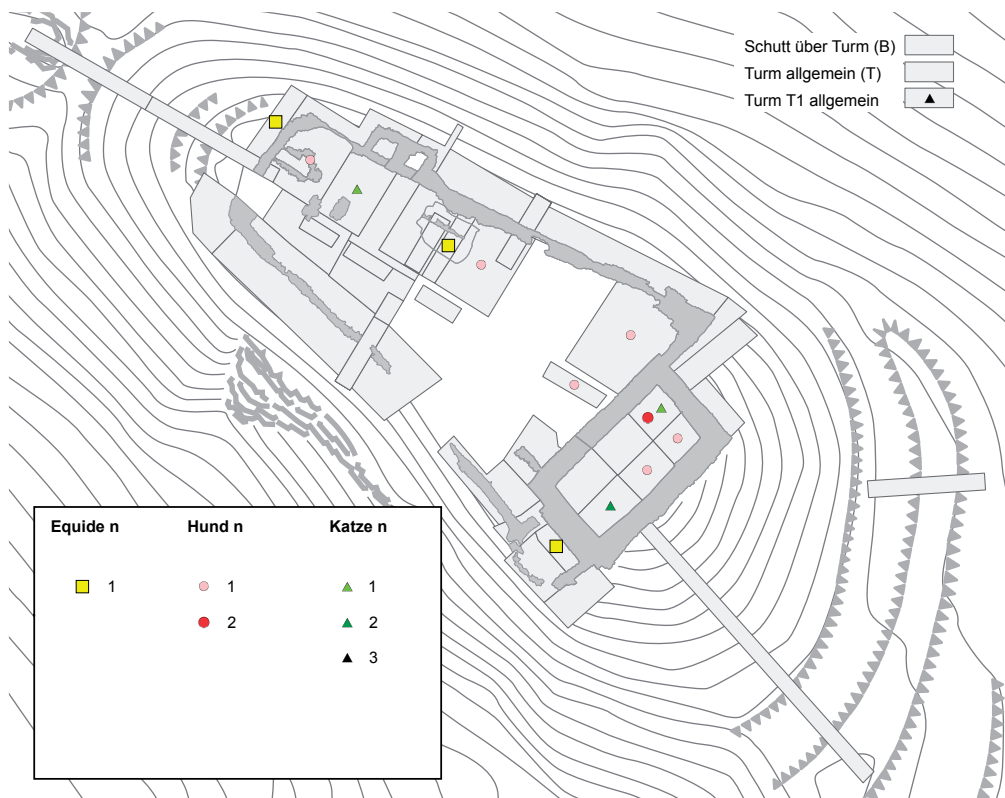 Schutt über Turm (B)
Turm allgemein (T)
Turm T1 allgemein
Equide n Hund n Katze n
1 1 1
2 2
3